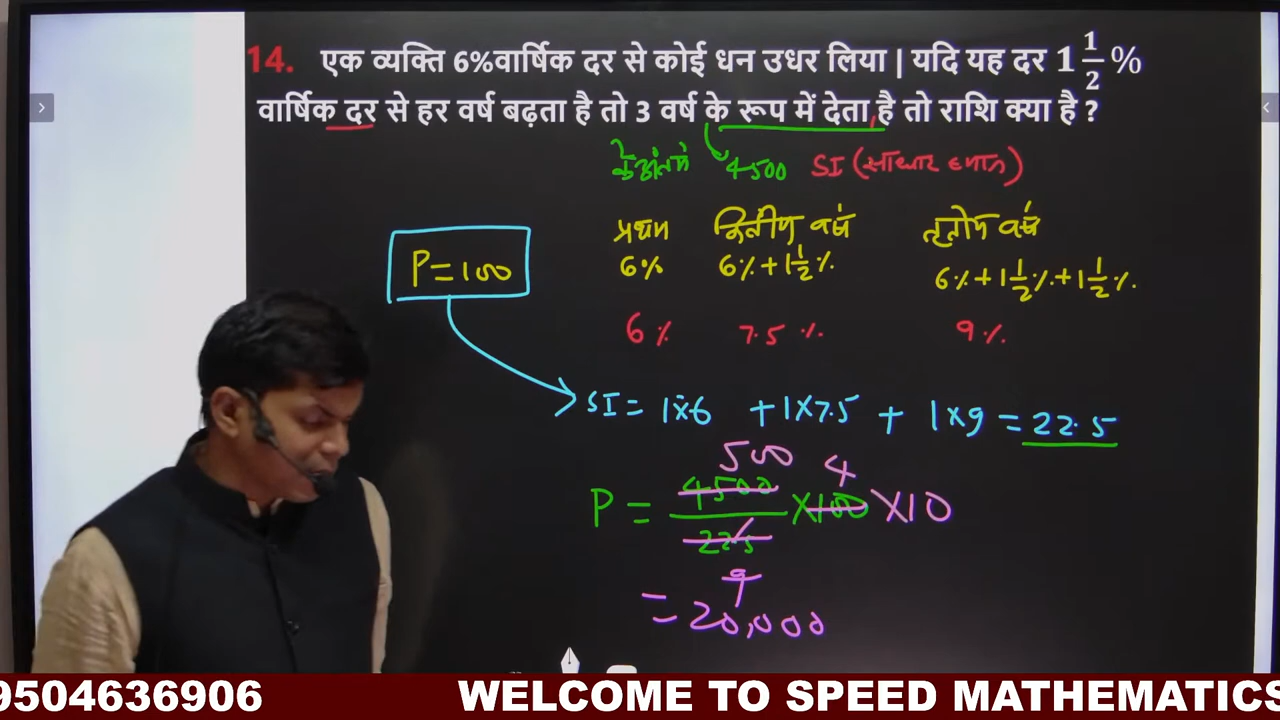 14. एक व्यक्ति 6%वार्षिक दर से कोई धन उधर लिया | यदि यह दर 1 1/2 %
वार्षिक दर से हर वर्ष बढ़ता है तो 3 वर्ष के रूप में देता है तो राशि क्या है ?
के अंत में 4500 SI (साधार ब्याज)
प्रथम द्वितीय वर्ष तृतीय वर्ष
P=100
6% 6%+1 1/2 % 6%+1 1/2 %+1 1/2 %
6% 7.5 % 9%
SI = 1×6 + 1×7.5 + 1×9 = 22.5
500 4
P = 4500/22.5 ×100 ×10
9
= 20,000
9504636906 WELCOME TO SPEED MATHEMATICS